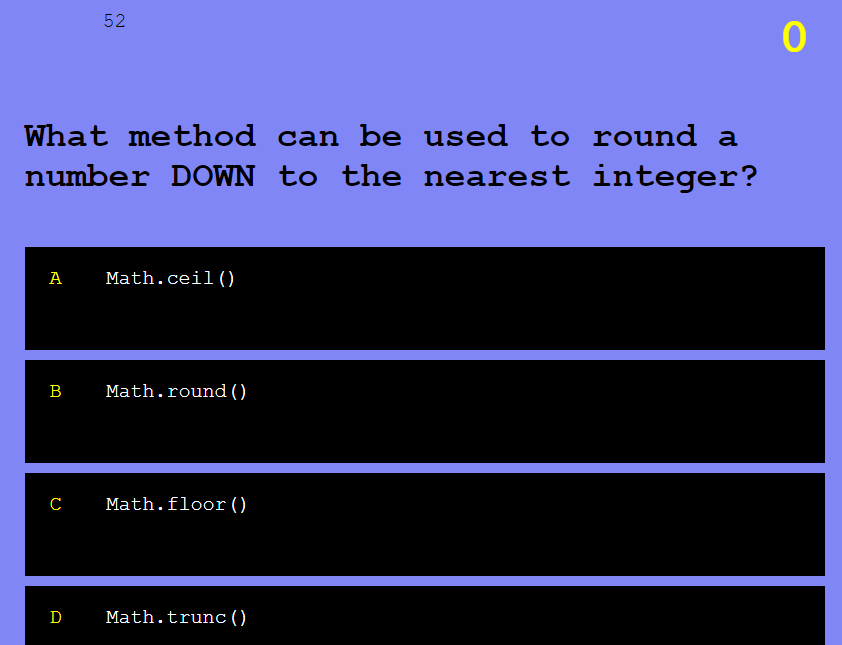 52
0
What method can be used to round a
number DOWN to the nearest integer?
A Math.ceil()
B Math.round()
C Math.floor()
D Math.trunc()